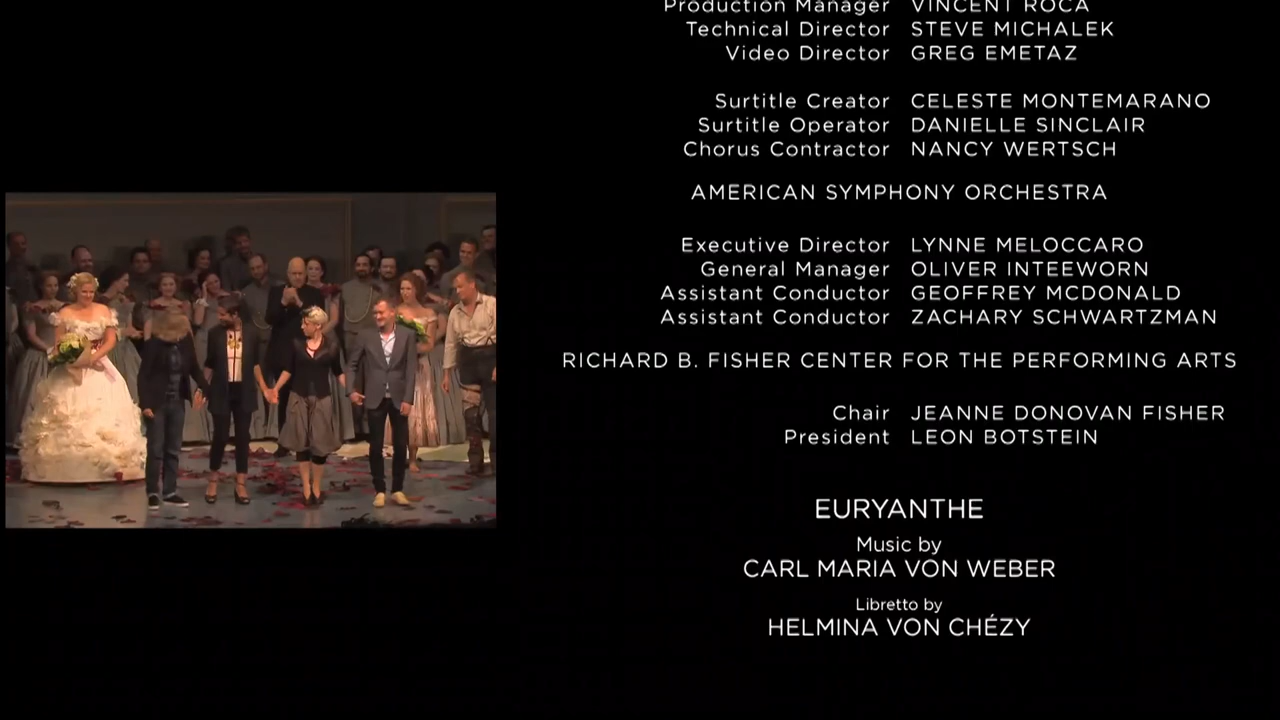 Production Manager VINCENT ROCA
Technical Director STEVE MICHALEK
Video Director GREG EMETAZ
Surtitle Creator CELESTE MONTEMARANO
Surtitle Operator DANIELLE SINCLAIR
Chorus Contractor NANCY WERTSCH
AMERICAN SYMPHONY ORCHESTRA
Executive Director LYNNE MELOCCARO
General Manager OLIVER INTEEWORN
Assistant Conductor GEOFFREY MCDONALD
Assistant Conductor ZACHARY SCHWARTZMAN
RICHARD B. FISHER CENTER FOR THE PERFORMING ARTS
Chair JEANNE DONOVAN FISHER
President LEON BOTSTEIN
EURYANTHE
Music by
CARL MARIA VON WEBER
Libretto by
HELMINA VON CHÉZY